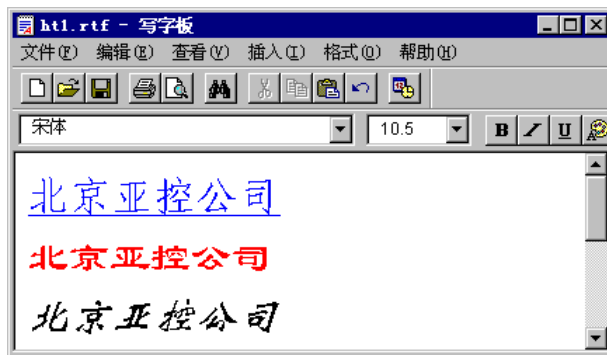 ht1.rtf - 写字板
文件(F) 编辑(E) 查看(V) 插入(I) 格式(O) 帮助(H)
宋体 10.5 B I U
北京亚控公司
北京亚控公司
北京亚控公司